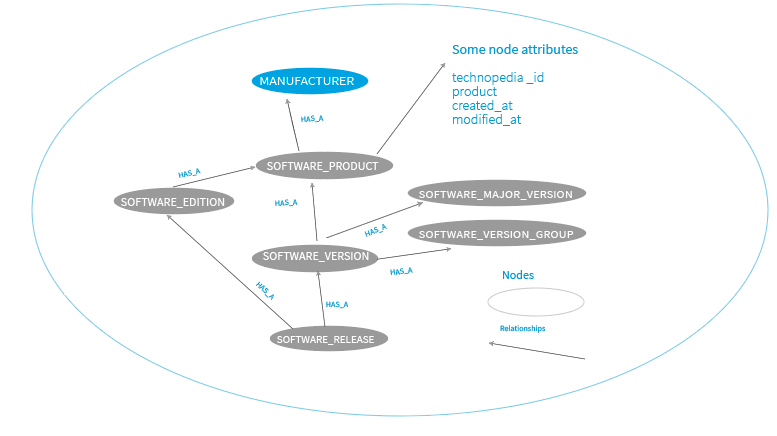 Some node attributes
MANUFACTURER
technopedia _id
product
created_at
modified_at
HAS_A
SOFTWARE_PRODUCT
HAS_A
SOFTWARE_EDITION
HAS_A
SOFTWARE_MAJOR_VERSION
HAS_A
SOFTWARE_VERSION_GROUP
SOFTWARE_VERSION
HAS_A
Nodes
HAS_A
HAS_A
Relationships
SOFTWARE_RELEASE